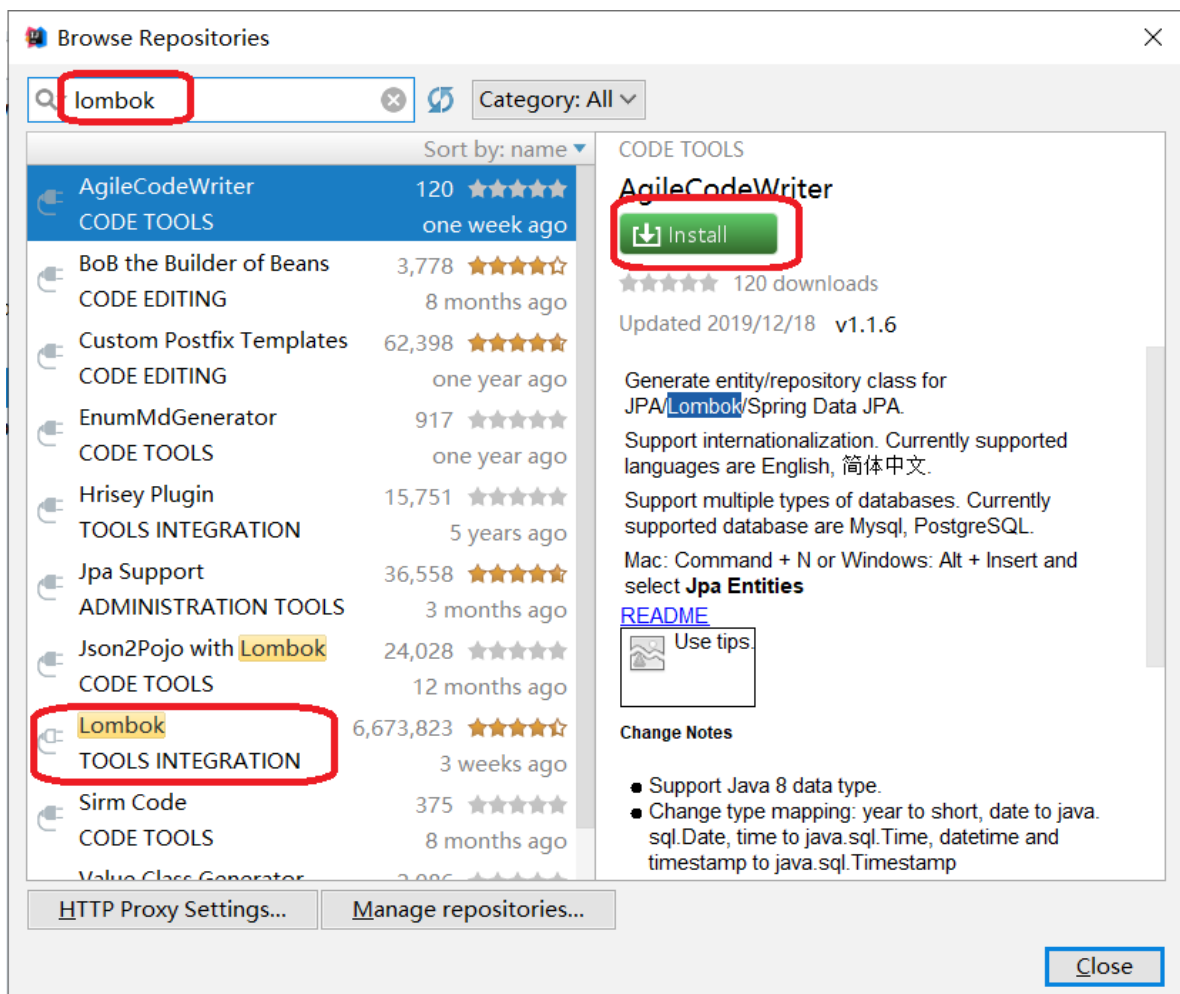 Browse Repositories
lombok
Category: All
Sort by: name
AgileCodeWriter 120
CODE TOOLS one week ago
BoB the Builder of Beans 3,778
CODE EDITING 8 months ago
Custom Postfix Templates 62,398
CODE EDITING one year ago
EnumMdGenerator 917
CODE TOOLS one year ago
Hrisey Plugin 15,751
TOOLS INTEGRATION 5 years ago
Jpa Support 36,558
ADMINISTRATION TOOLS 3 months ago
Json2Pojo with Lombok 24,028
CODE TOOLS 12 months ago
Lombok 6,673,823
TOOLS INTEGRATION 3 weeks ago
Sirm Code 375
CODE TOOLS 8 months ago
Value Class Generator
CODE TOOLS
AgileCodeWriter
Install
120 downloads
Updated 2019/12/18 v1.1.6
Generate entity/repository class for
JPA/Lombok/Spring Data JPA.
Support internationalization. Currently supported
languages are English, 简体中文.
Support multiple types of databases. Currently
supported database are Mysql, PostgreSQL.
Mac: Command + N or Windows: Alt + Insert and
select Jpa Entities
README
Use tips.
Change Notes
Support Java 8 data type.
Change type mapping: year to short, date to java.
sql.Date, time to java.sql.Time, datetime and
timestamp to java.sql.Timestamp
HTTP Proxy Settings...
Manage repositories...
Close